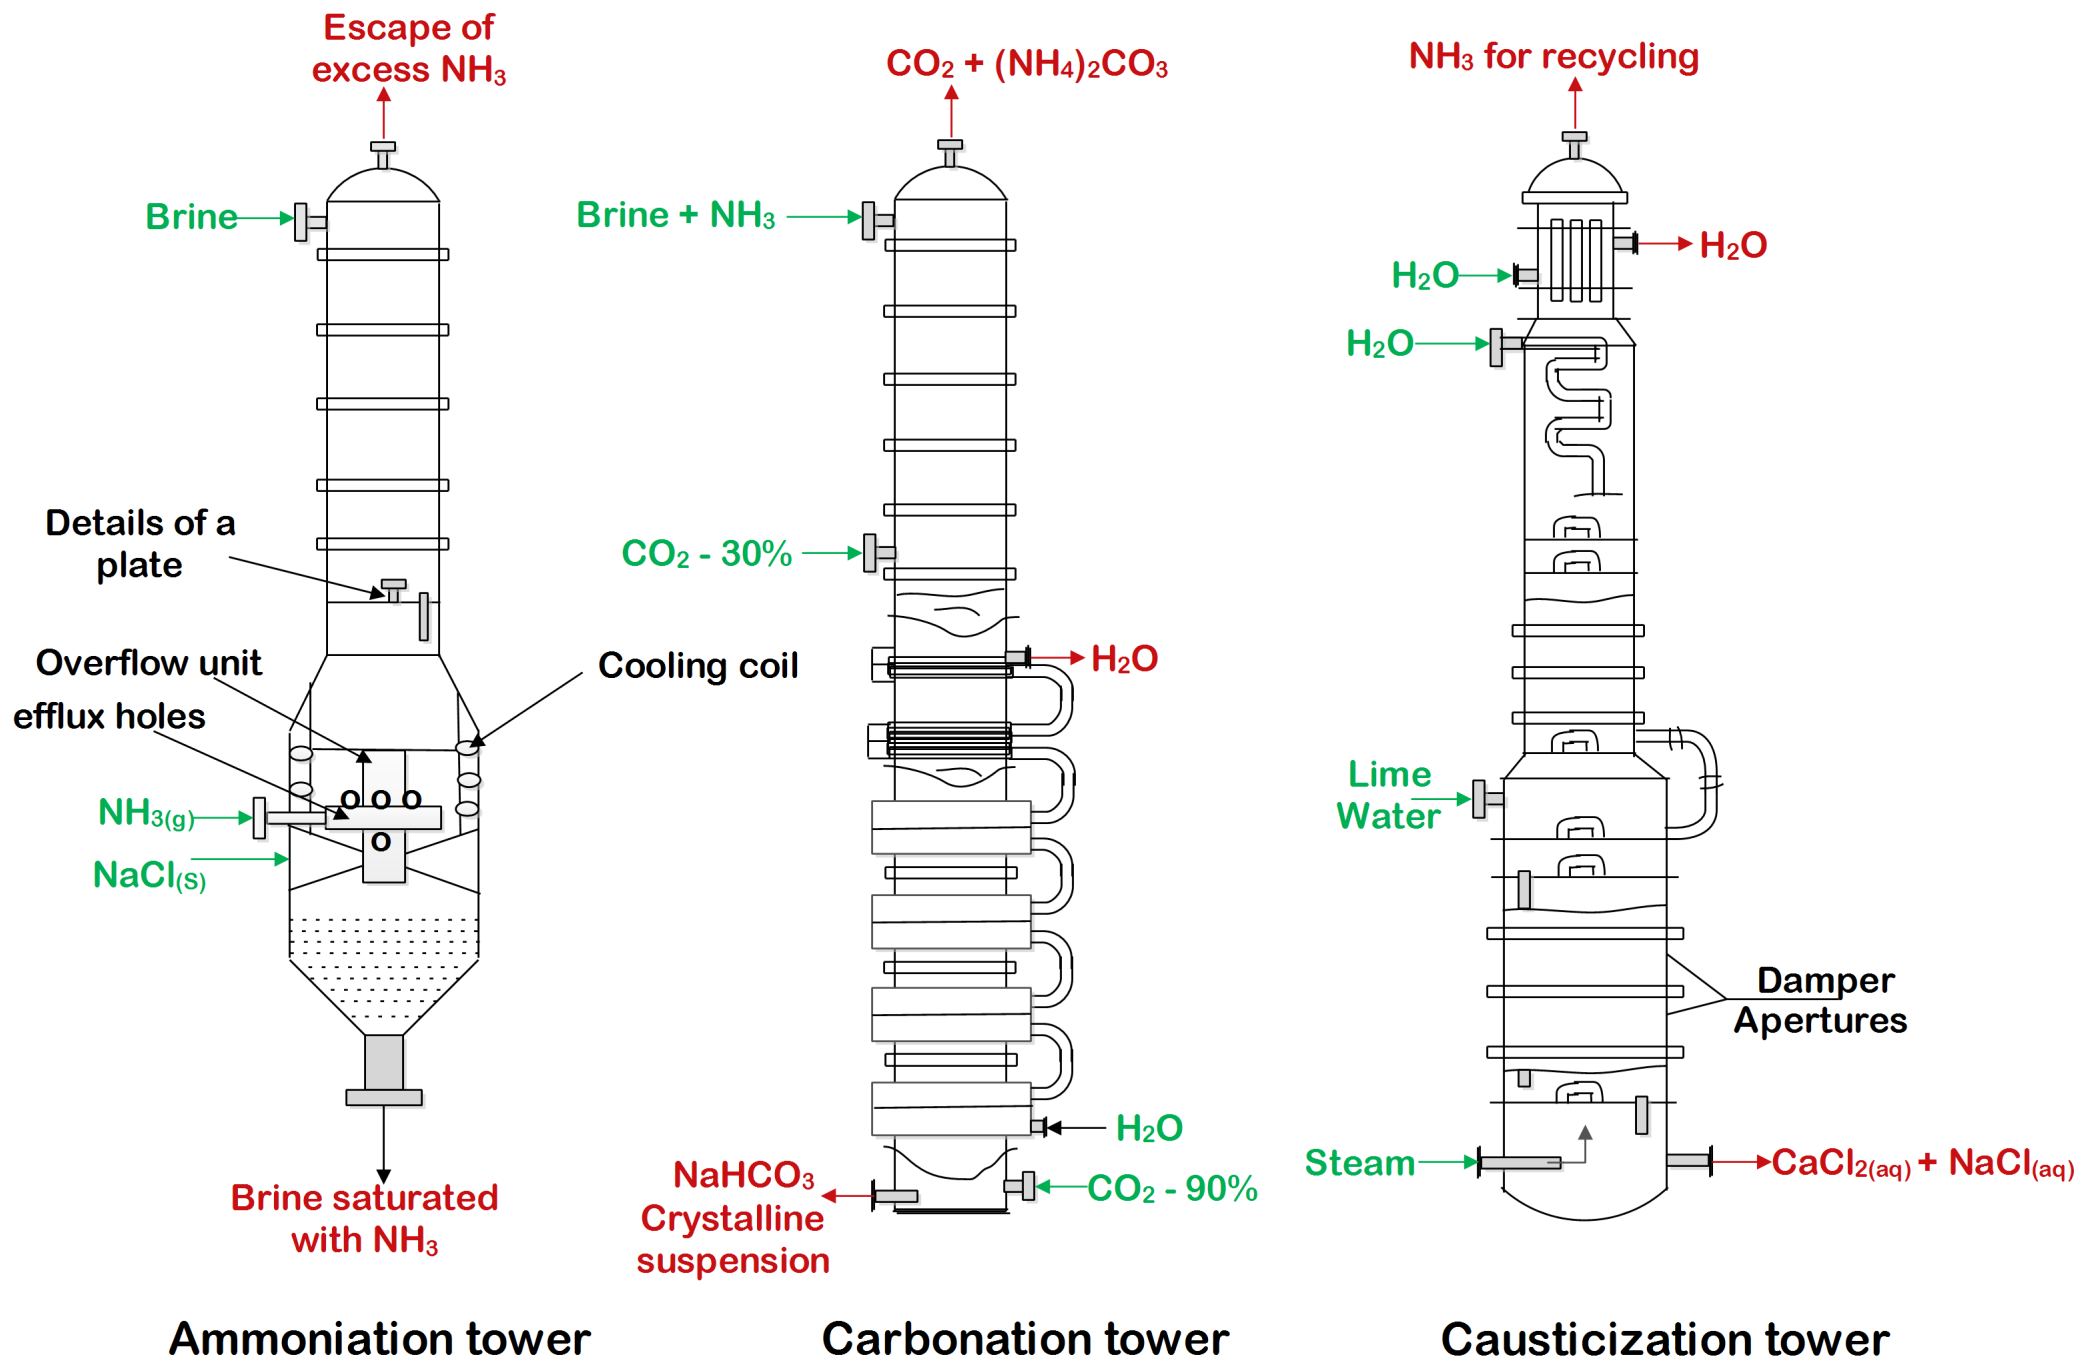 Escape of
excess NH₃
Brine
Details of a
plate
Overflow unit
efflux holes
Cooling coil
NH₃(g)
NaCl(S)
O O O
O
Brine saturated
with NH₃
Ammoniation tower
CO₂ + (NH₄)₂CO₃
Brine + NH₃
CO₂ - 30%
H₂O
H₂O
CO₂ - 90%
NaHCO₃
Crystalline
suspension
Carbonation tower
NH₃ for recycling
H₂O
H₂O
H₂O
Lime
Water
Damper
Apertures
Steam
CaCl₂(aq) + NaCl(aq)
Causticization tower